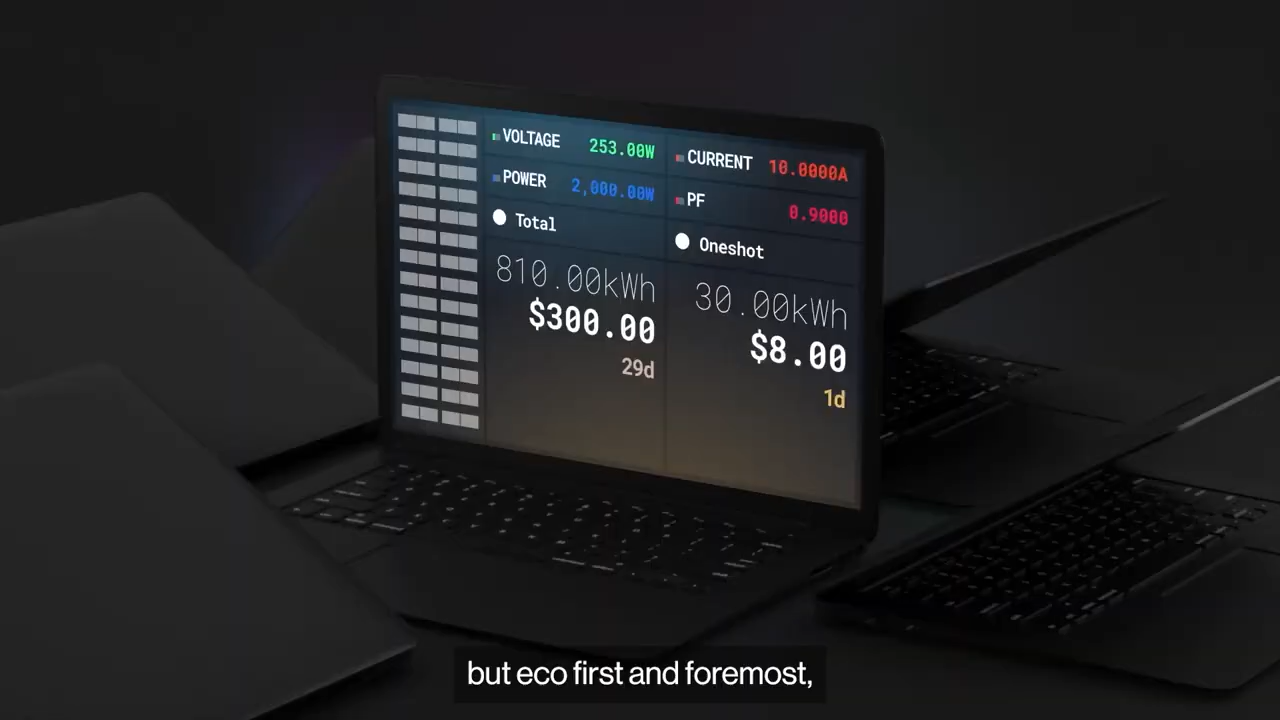 VOLTAGE 253.00W
CURRENT 10.0000A
POWER 2,000.00W
PF 0.9000
Total
Oneshot
810.00kWh
30.00kWh
$300.00
$8.00
29d
1d
but eco first and foremost,